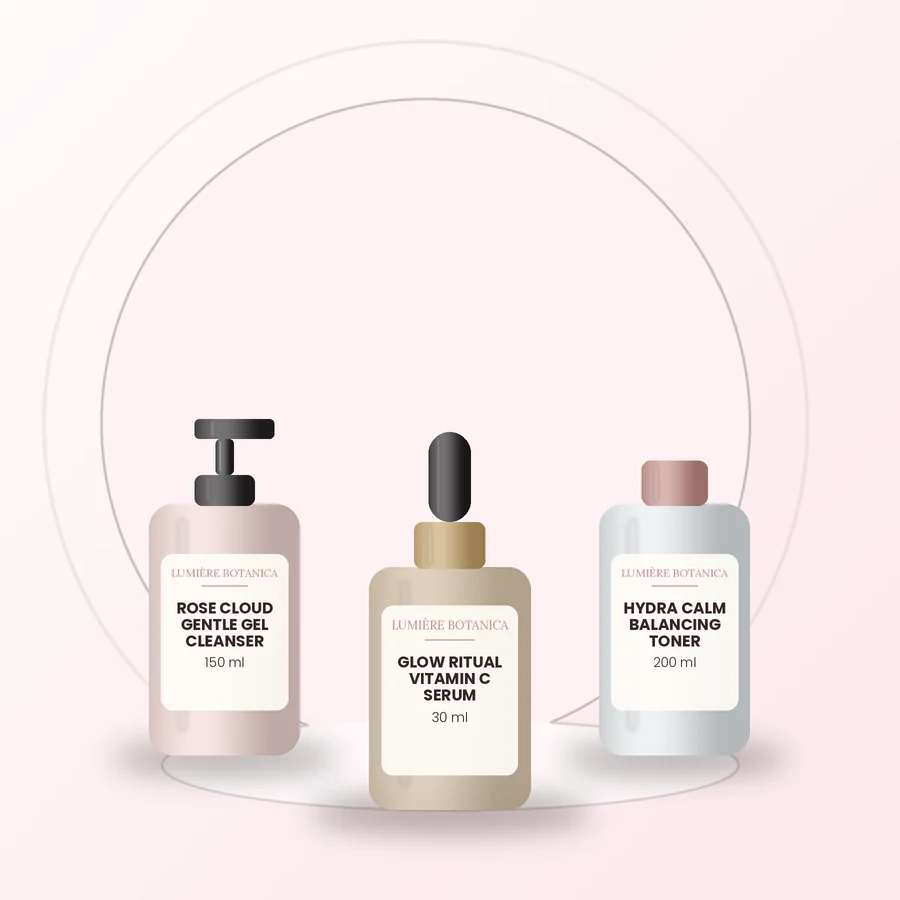 LUMIÈRE BOTANICA
ROSE CLOUD
GENTLE GEL
CLEANSER
150 ml
LUMIÈRE BOTANICA
GLOW RITUAL
VITAMIN C
SERUM
30 ml
LUMIÈRE BOTANICA
HYDRA CALM
BALANCING
TONER
200 ml